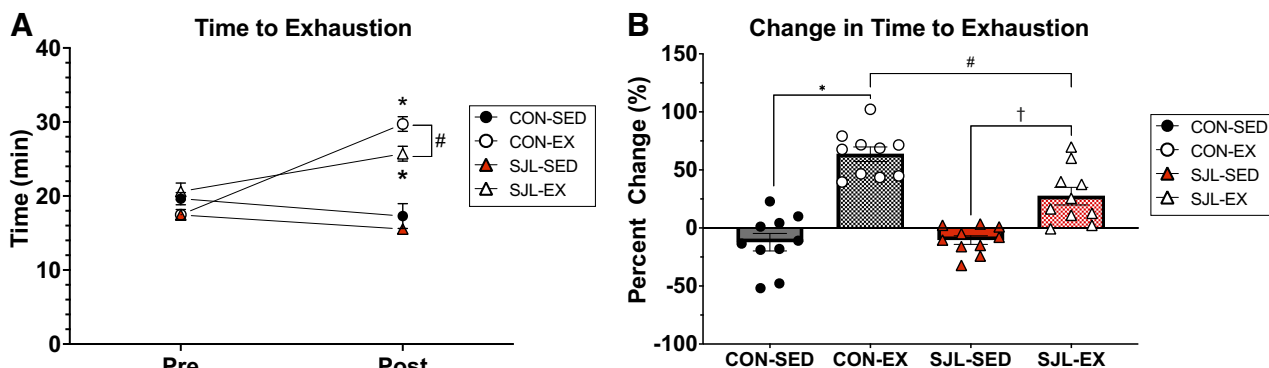 A
Time to Exhaustion
40
30
20
10
0
Time (min)
*
#
*
Pre
Post
CON-SED
CON-EX
SJL-SED
SJL-EX
B
Change in Time to Exhaustion
150
100
50
0
-50
-100
Percent Change (%)
*
#
†
CON-SED
CON-EX
SJL-SED
SJL-EX
CON-SED
CON-EX
SJL-SED
SJL-EX